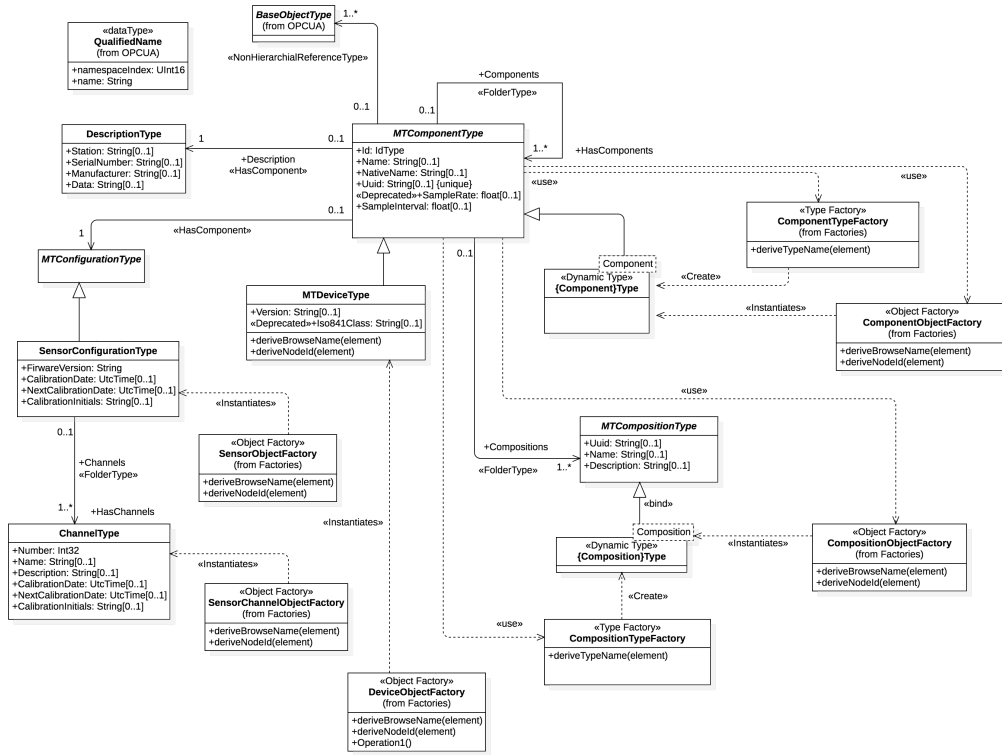 «dataType»
QualifiedName
(from OPCUA)
+namespaceIndex: UInt16
+name: String
BaseObjectType
(from OPCUA)
1..*
«NonHierarchialReferenceType»
0..1
+Components
«FolderType»
0..1
1..*
+HasComponents
DescriptionType
+Station: String[0..1]
+SerialNumber: String[0..1]
+Manufacturer: String[0..1]
+Data: String[0..1]
1
0..1
+Description
«HasComponent»
MTComponentType
+Id: IdType
+Name: String[0..1]
+NativeName: String[0..1]
+Uuid: String[0..1] {unique}
«Deprecated»+SampleRate: float[0..1]
+SampleInterval: float[0..1]
«use»
«use»
0..1
1
«HasComponent»
0..1
«Type Factory»
ComponentTypeFactory
(from Factories)
+deriveTypeName(element)
MTConfigurationType
Component
«Dynamic Type»
{Component}Type
«Create»
«Instantiates»
MTDeviceType
+Version: String[0..1]
«Deprecated»+Iso841Class: String[0..1]
+deriveBrowseName(element)
+deriveNodeId(element)
«Object Factory»
ComponentObjectFactory
(from Factories)
+deriveBrowseName(element)
+deriveNodeId(element)
SensorConfigurationType
+FirwareVersion: String
+CalibrationDate: UtcTime[0..1]
+NextCalibrationDate: UtcTime[0..1]
+CalibrationInitials: String[0..1]
«Instantiates»
«use»
0..1
+Channels
«FolderType»
1..*
+HasChannels
«Object Factory»
SensorObjectFactory
(from Factories)
+deriveBrowseName(element)
+deriveNodeId(element)
+Compositions
«FolderType»
1..*
MTCompositionType
+Uuid: String[0..1]
+Name: String[0..1]
+Description: String[0..1]
«bind»
«Instantiates»
ChannelType
+Number: Int32
+Name: String[0..1]
+Description: String[0..1]
+CalibrationDate: UtcTime[0..1]
+NextCalibrationDate: UtcTime[0..1]
+CalibrationInitials: String[0..1]
«Instantiates»
Composition
«Dynamic Type»
{Composition}Type
«Instantiates»
«Object Factory»
CompositionObjectFactory
(from Factories)
+deriveBrowseName(element)
+deriveNodeId(element)
«Object Factory»
SensorChannelObjectFactory
(from Factories)
+deriveBrowseName(element)
+deriveNodeId(element)
«Create»
«use»
«Type Factory»
CompositionTypeFactory
+deriveTypeName(element)
«Object Factory»
DeviceObjectFactory
(from Factories)
+deriveBrowseName(element)
+deriveNodeId(element)
+Operation1()